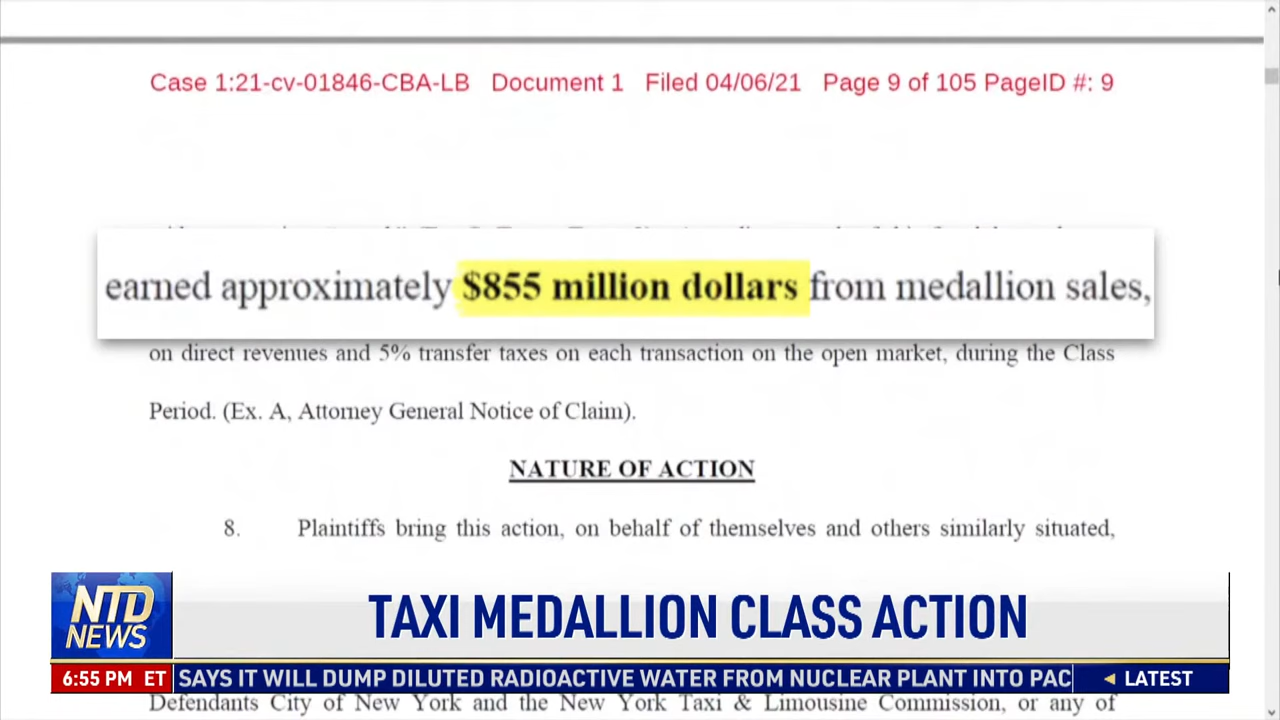 Case 1:21-cv-01846-CBA-LB Document 1 Filed 04/06/21 Page 9 of 105 PageID #: 9
earned approximately $855 million dollars from medallion sales,
on direct revenues and 5% transfer taxes on each transaction on the open market, during the Class
Period. (Ex. A, Attorney General Notice of Claim).
NATURE OF ACTION
8. Plaintiffs bring this action, on behalf of themselves and others similarly situated,
NTD
NEWS
TAXI MEDALLION CLASS ACTION
6:55 PM ET SAYS IT WILL DUMP DILUTED RADIOACTIVE WATER FROM NUCLEAR PLANT INTO PAC LATEST
Defendants City of New York and the New York Taxi & Limousine Commission, or any of